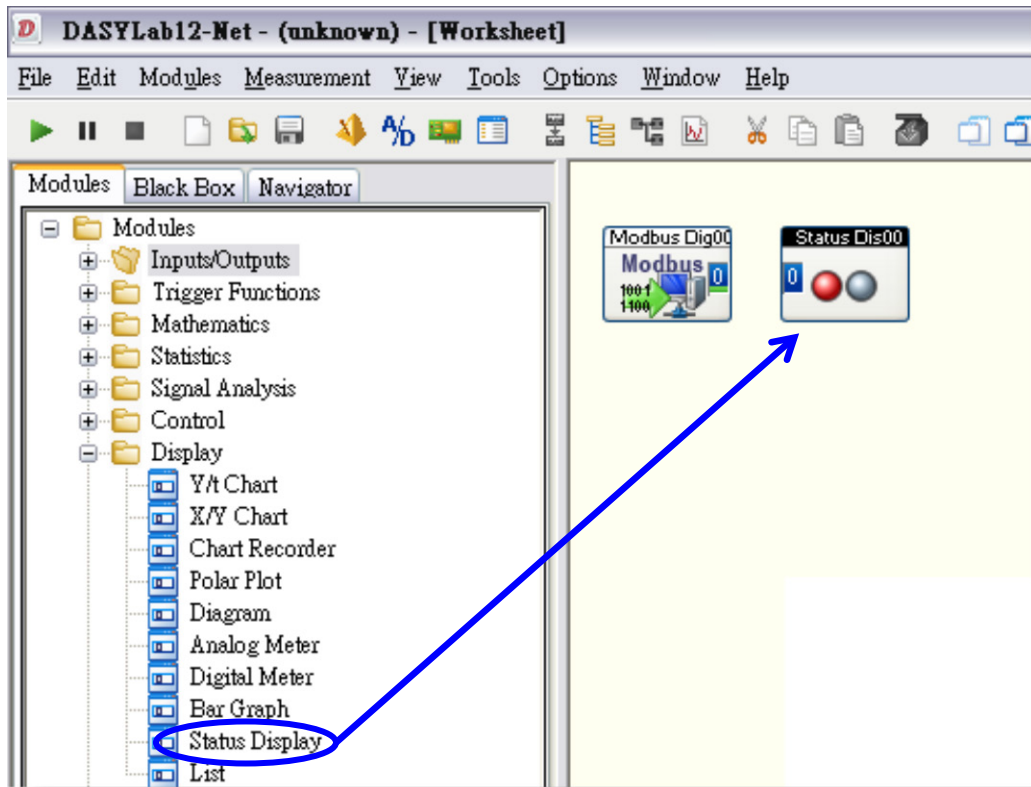 DASYLab12-Net - (unknown) - [Worksheet]
File Edit Modules Measurement View Tools Options Window Help
A/D
Modules Black Box Navigator
Modules
Inputs/Outputs
Trigger Functions
Mathematics
Statistics
Signal Analysis
Control
Display
Y/t Chart
X/Y Chart
Chart Recorder
Polar Plot
Diagram
Analog Meter
Digital Meter
Bar Graph
Status Display
List
Modbus Dig00
Modbus
0
1001
1100
Status Dis00
0